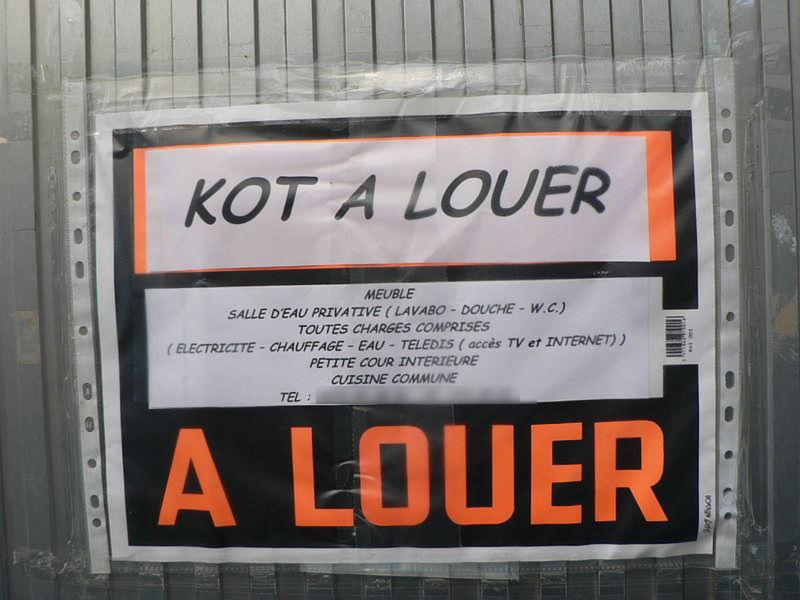 KOT A LOUER
MEUBLE
SALLE D'EAU PRIVATIVE ( LAVABO - DOUCHE - W.C.)
TOUTES CHARGES COMPRISES
( ELECTRICITE - CHAUFFAGE - EAU - TELEDIS ( accès TV et INTERNET) )
PETITE COUR INTERIEURE
CUISINE COMMUNE
TEL :
A LOUER